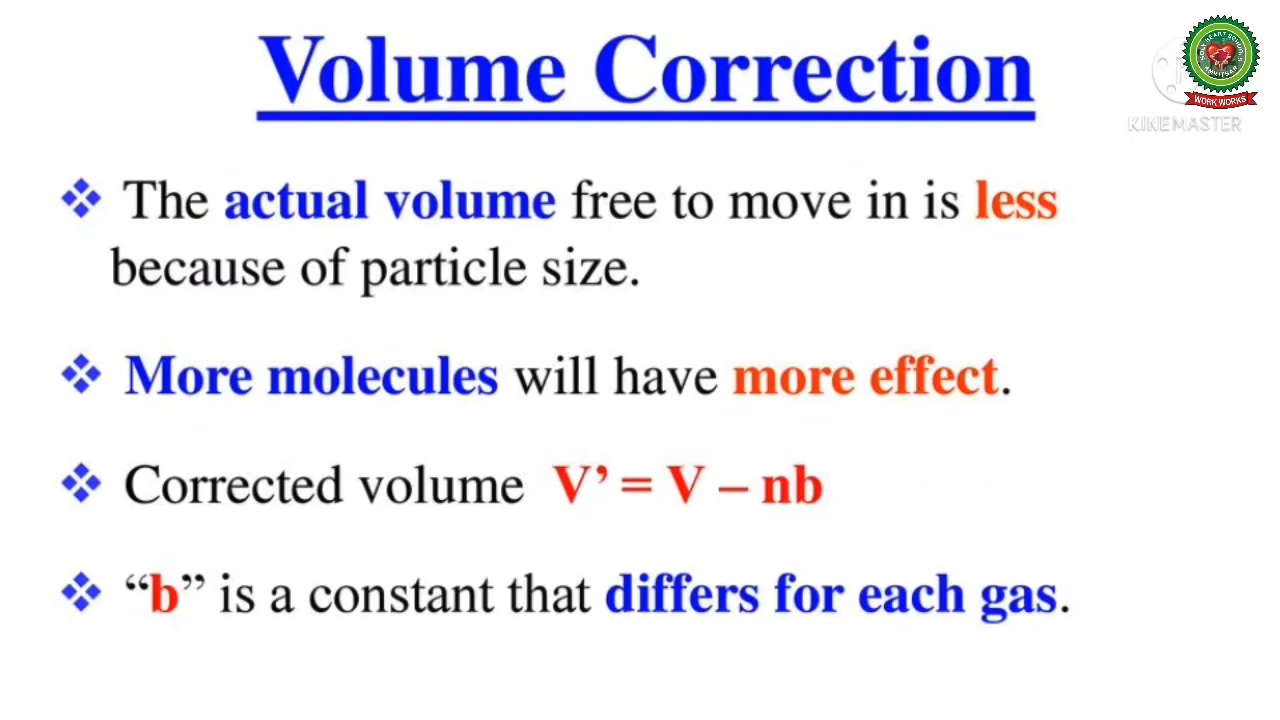 Volume Correction
KINEMASTER
WORK WORKS
❖ The actual volume free to move in is less
because of particle size.
❖ More molecules will have more effect.
❖ Corrected volume V’ = V – nb
❖ “b” is a constant that differs for each gas.